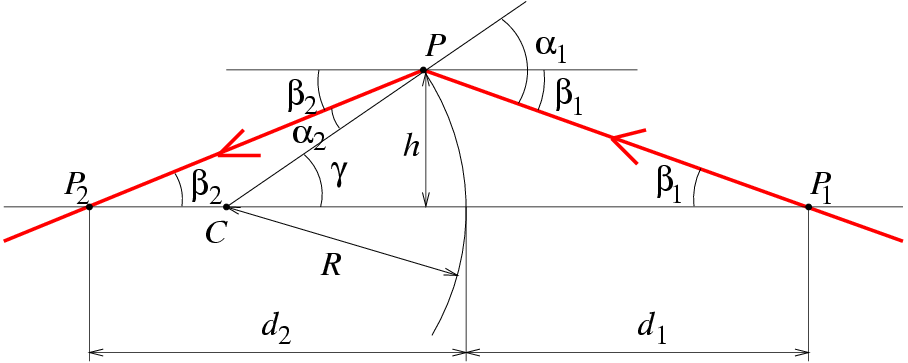 P α₁
β₂ β₁
α₂ h
γ
P₂ β₂ β₁ P₁
C
R
d₂ d₁